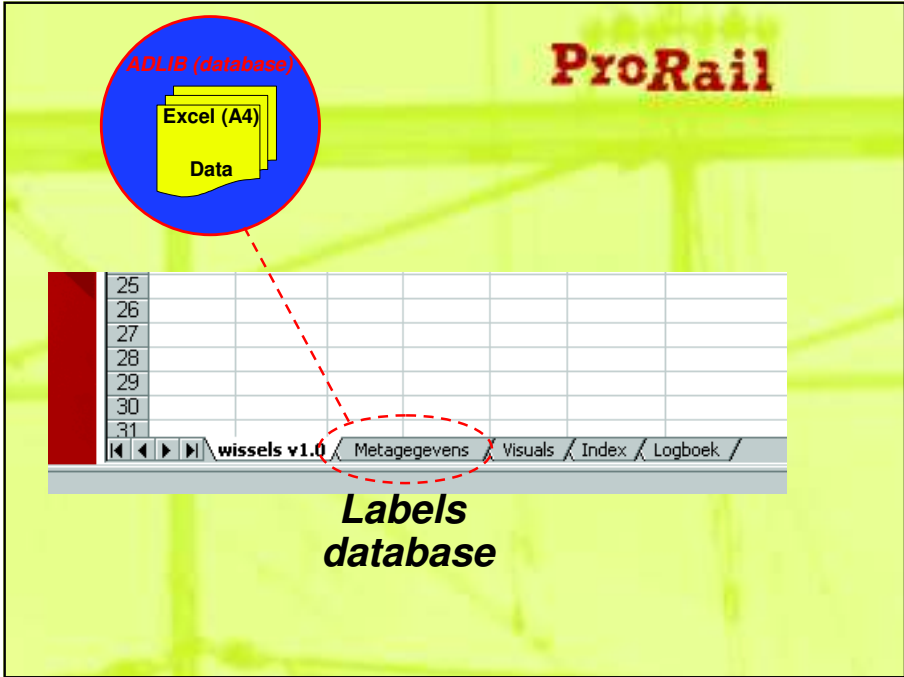 ProRail
ADLIB (database)
Excel (A4)
Data
25
26
27
28
29
30
31
wissels v1.0 Metagegevens Visuals Index Logboek
Labels
database